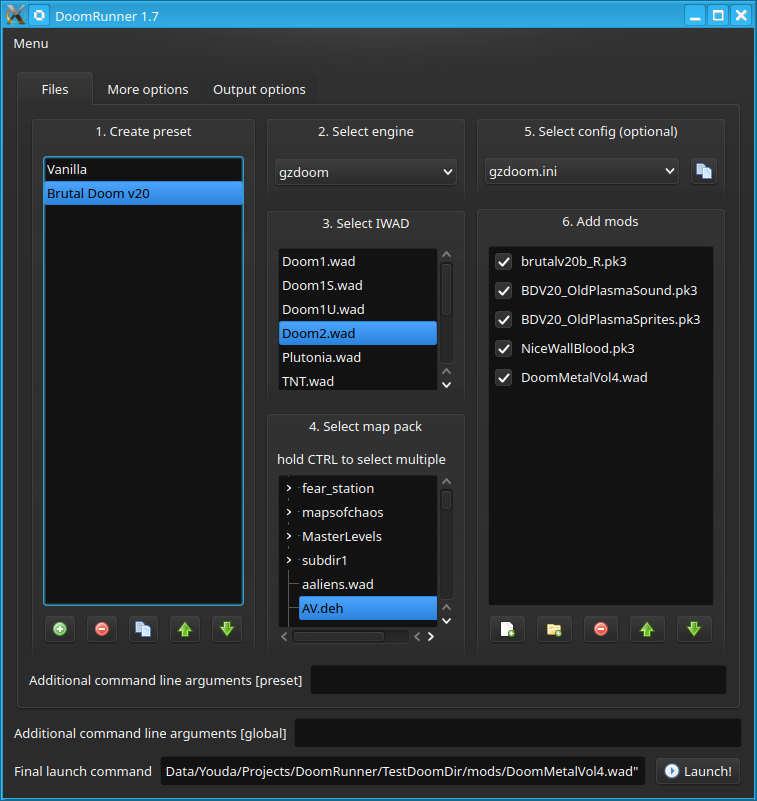 DoomRunner 1.7
Menu
Files
More options
Output options
1. Create preset
Vanilla
Brutal Doom v20
2. Select engine
gzdoom
3. Select IWAD
Doom1.wad
Doom1S.wad
Doom1U.wad
Doom2.wad
Plutonia.wad
TNT.wad
4. Select map pack
hold CTRL to select multiple
fear_station
mapsofchaos
MasterLevels
subdir1
aaliens.wad
AV.deh
5. Select config (optional)
gzdoom.ini
6. Add mods
brutalv20b_R.pk3
BDV20_OldPlasmaSound.pk3
BDV20_OldPlasmaSprites.pk3
NiceWallBlood.pk3
DoomMetalVol4.wad
Additional command line arguments [preset]
Additional command line arguments [global]
Final launch command
Data/Youda/Projects/DoomRunner/TestDoomDir/mods/DoomMetalVol4.wad"
Launch!